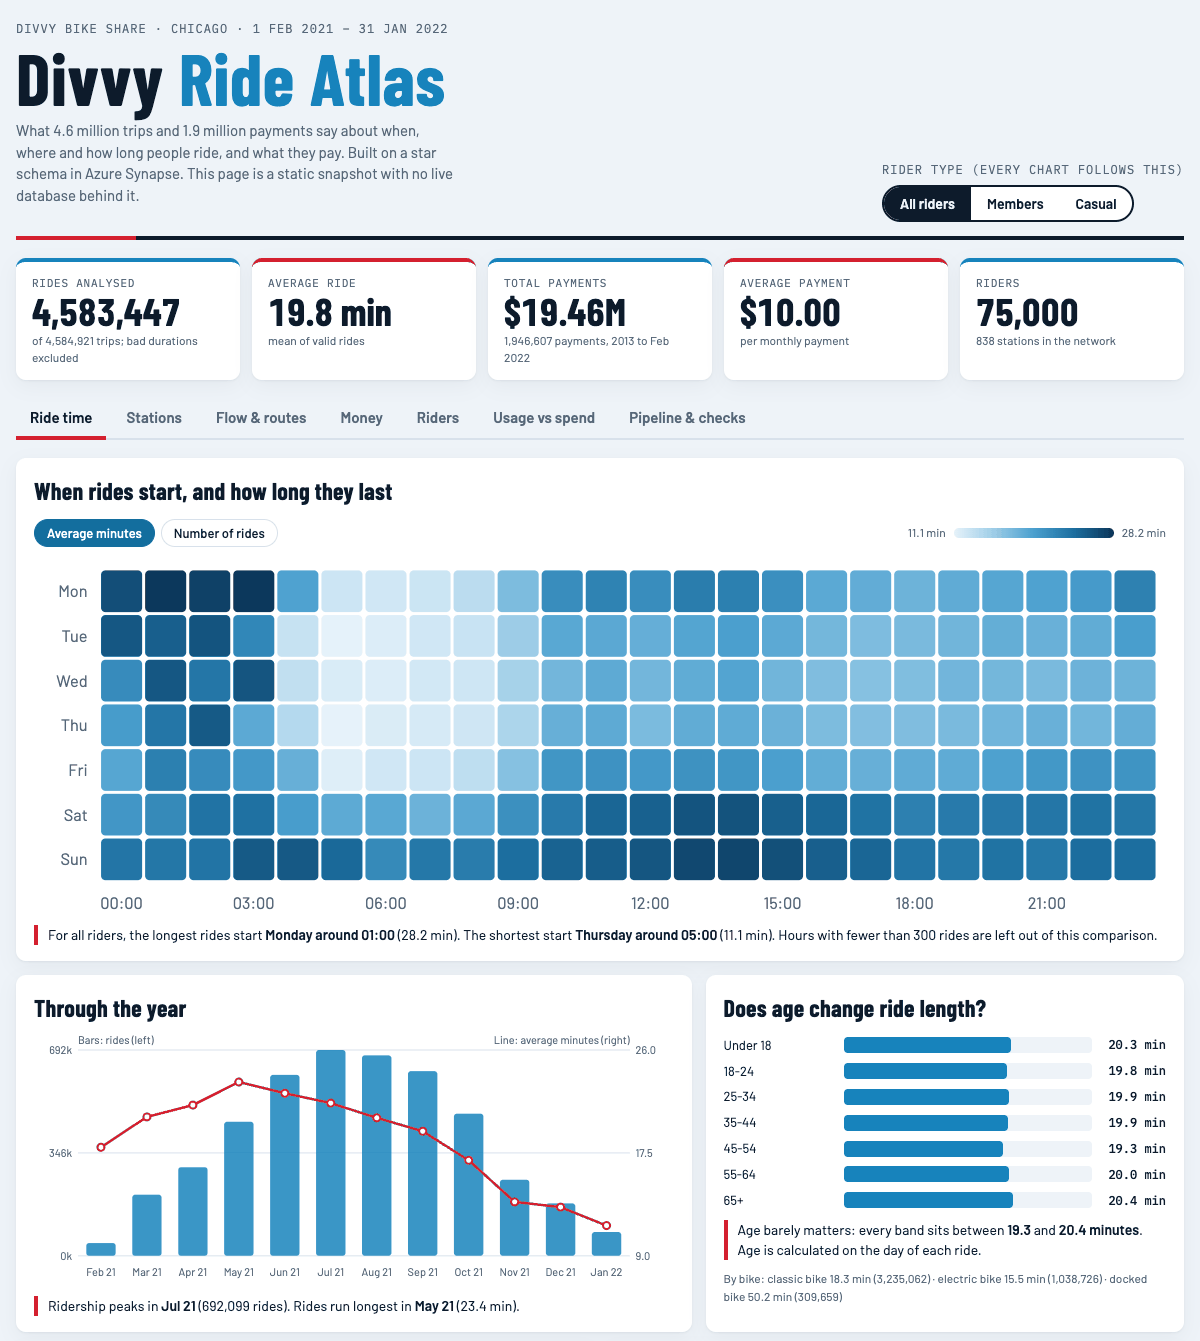 DIVVY BIKE SHARE · CHICAGO · 1 FEB 2021 – 31 JAN 2022
Divvy Ride Atlas
What 4.6 million trips and 1.9 million payments say about when,
where and how long people ride, and what they pay. Built on a star
schema in Azure Synapse. This page is a static snapshot with no live
database behind it.
RIDER TYPE (EVERY CHART FOLLOWS THIS)
All riders Members Casual
RIDES ANALYSED
4,583,447
of 4,584,921 trips; bad durations
excluded
AVERAGE RIDE
19.8 min
mean of valid rides
TOTAL PAYMENTS
$19.46M
1,946,607 payments, 2013 to Feb
2022
AVERAGE PAYMENT
$10.00
per monthly payment
RIDERS
75,000
838 stations in the network
Ride time Stations Flow & routes Money Riders Usage vs spend Pipeline & checks
When rides start, and how long they last
Average minutes Number of rides
11.1 min 28.2 min
Mon
Tue
Wed
Thu
Fri
Sat
Sun
00:00 03:00 06:00 09:00 12:00 15:00 18:00 21:00
For all riders, the longest rides start Monday around 01:00 (28.2 min). The shortest start Thursday around 05:00 (11.1 min). Hours with fewer than 300 rides are left out of this comparison.
Through the year
Bars: rides (left) Line: average minutes (right)
692k 26.0
346k 17.5
0k 9.0
Feb 21 Mar 21 Apr 21 May 21 Jun 21 Jul 21 Aug 21 Sep 21 Oct 21 Nov 21 Dec 21 Jan 22
Ridership peaks in Jul 21 (692,099 rides). Rides run longest in May 21 (23.4 min).
Does age change ride length?
Under 18 20.3 min
18-24 19.8 min
25-34 19.9 min
35-44 19.9 min
45-54 19.3 min
55-64 20.0 min
65+ 20.4 min
Age barely matters: every band sits between 19.3 and 20.4 minutes.
Age is calculated on the day of each ride.
By bike: classic bike 18.3 min (3,235,062) · electric bike 15.5 min (1,038,726) · docked
bike 50.2 min (309,659)